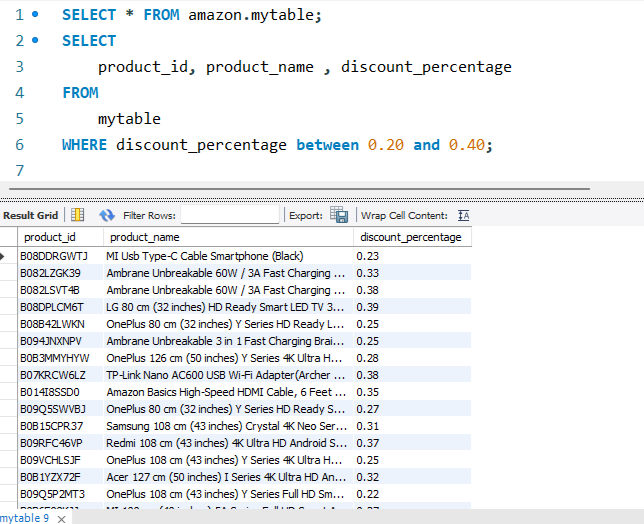 1 SELECT * FROM amazon.mytable;
2 SELECT
3 product_id, product_name , discount_percentage
4 FROM
5 mytable
6 WHERE discount_percentage between 0.20 and 0.40;
7
Result Grid Filter Rows: Export: Wrap Cell Content:
product_id product_name discount_percentage
B08DDRGWTJ MI Usb Type-C Cable Smartphone (Black) 0.23
B082LZGK39 Ambrane Unbreakable 60W / 3A Fast Charging ... 0.33
B082LSVT4B Ambrane Unbreakable 60W / 3A Fast Charging ... 0.38
B08DPLCM6T LG 80 cm (32 inches) HD Ready Smart LED TV 3... 0.39
B08B42LWKN OnePlus 80 cm (32 inches) Y Series HD Ready L... 0.25
B094JNXNPV Ambrane Unbreakable 3 in 1 Fast Charging Brai... 0.25
B0B3MMYHYW OnePlus 126 cm (50 inches) Y Series 4K Ultra H... 0.28
B07KRCW6LZ TP-Link Nano AC600 USB Wi-Fi Adapter(Archer ... 0.38
B014I8SSD0 Amazon Basics High-Speed HDMI Cable, 6 Feet ... 0.35
B09Q5SWVBJ OnePlus 80 cm (32 inches) Y Series HD Ready S... 0.27
B0B15CPR37 Samsung 108 cm (43 inches) Crystal 4K Neo Ser... 0.31
B09RFC46VP Redmi 108 cm (43 inches) 4K Ultra HD Android S... 0.37
B09VCHLSJF OnePlus 108 cm (43 inches) Y Series 4K Ultra H... 0.25
B0B1YZX72F Acer 127 cm (50 inches) I Series 4K Ultra HD An... 0.32
B09Q5P2MT3 OnePlus 108 cm (43 inches) Y Series Full HD Sm... 0.22
mytable 9